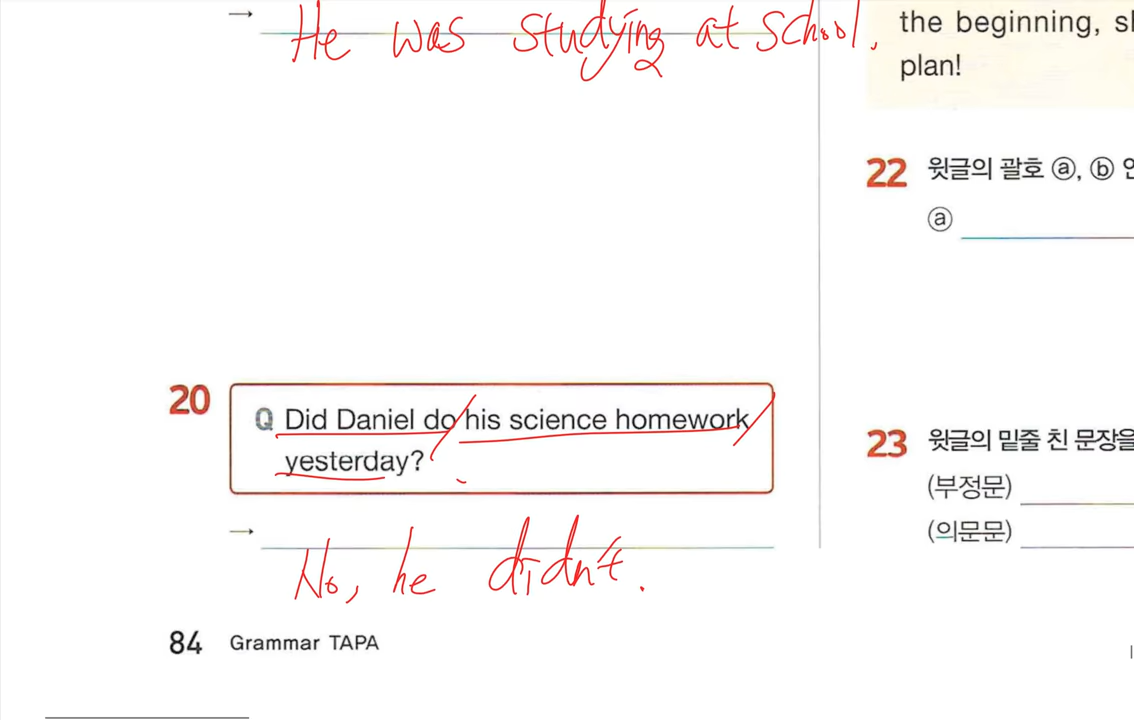 → He was studying at school.
20
Q Did Daniel do his science homework
yesterday?
→ No, he didn't.
84 Grammar TAPA
the beginning, sl
plan!
22 윗글의 괄호 ⓐ, ⓑ 안
ⓐ
23 윗글의 밑줄 친 문장을
(부정문)
(의문문)